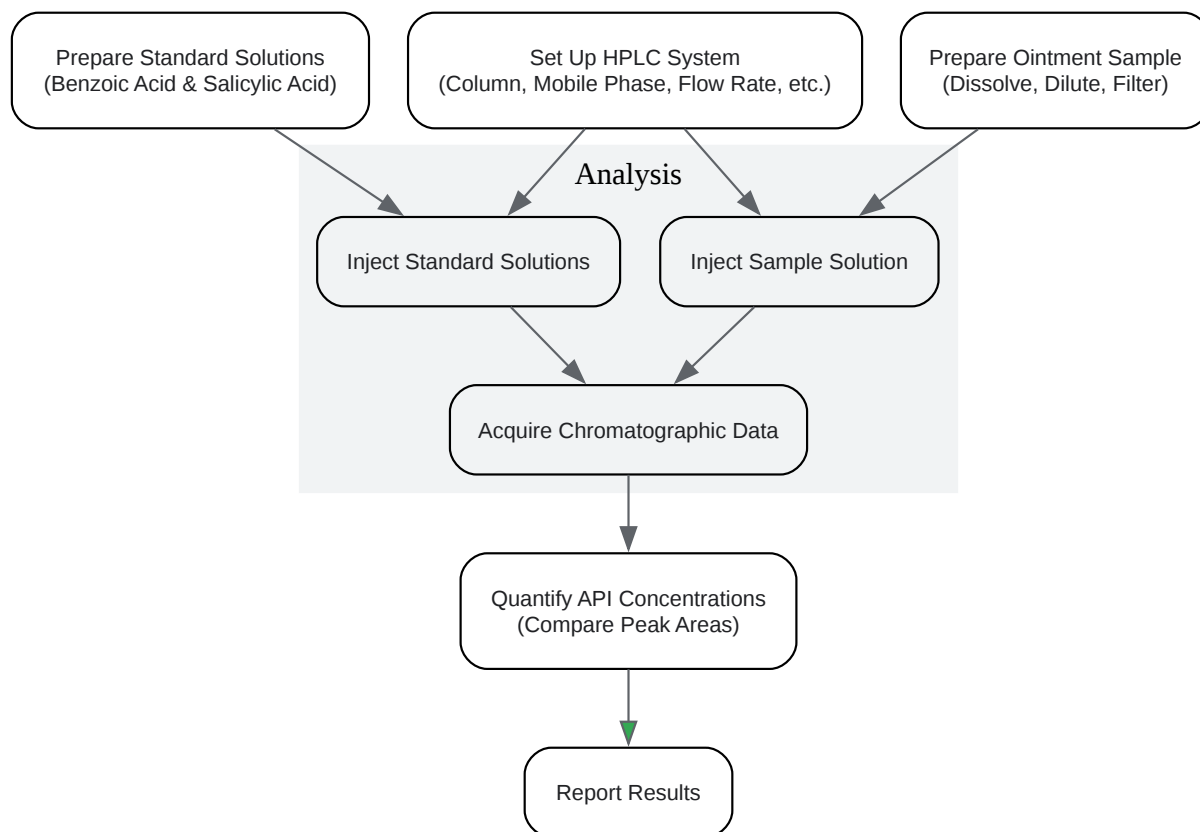 Prepare Standard Solutions
(Benzoic Acid & Salicylic Acid)
Set Up HPLC System
(Column, Mobile Phase, Flow Rate, etc.)
Prepare Ointment Sample
(Dissolve, Dilute, Filter)
Analysis
Inject Standard Solutions
Inject Sample Solution
Acquire Chromatographic Data
Quantify API Concentrations
(Compare Peak Areas)
Report Results